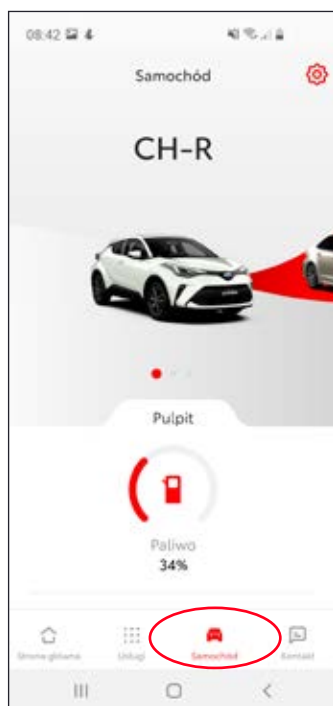 08:42
Samochód
CH-R
Pulpit
Paliwo
34%
Strona główna Usługi Samochód Kontakt